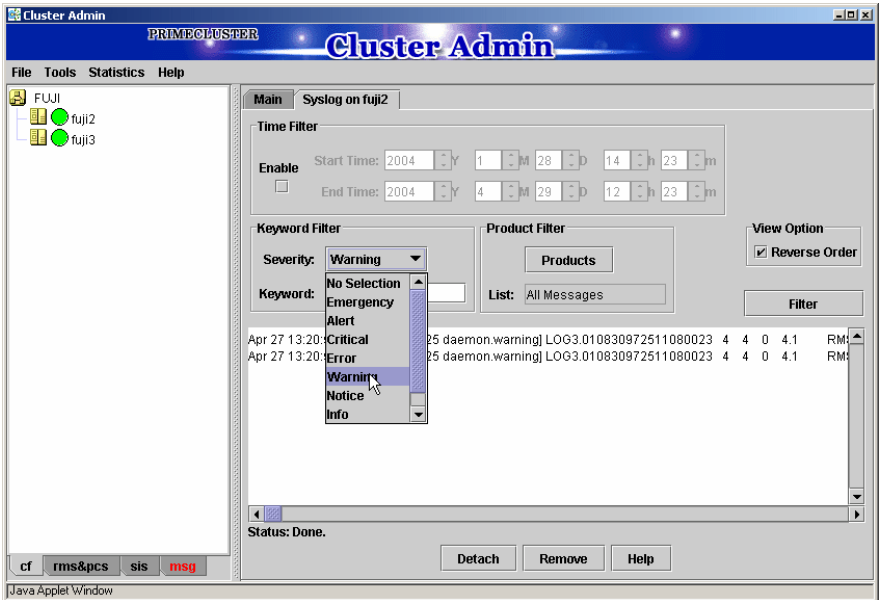 Cluster Admin
PRIMECLUSTER
Cluster Admin
File Tools Statistics Help
FUJI
fuji2
fuji3
Main Syslog on fuji2
Time Filter
Enable
Start Time: 2004 Y 1 M 28 D 14 h 23 m
End Time: 2004 Y 4 M 29 D 12 h 23 m
Keyword Filter
Severity: Warning
Keyword:
No Selection
Emergency
Alert
Critical
Error
Warning
Notice
Info
Product Filter
Products
List: All Messages
View Option
Reverse Order
Filter
Apr 27 13:20: 25 daemon.warning] LOG3.010830972511080023 4 4 0 4.1 RMS
Apr 27 13:20: 25 daemon.warning] LOG3.010830972511080023 4 4 0 4.1 RMS
Status: Done.
Detach Remove Help
cf rms&pcs sis msg
Java Applet Window